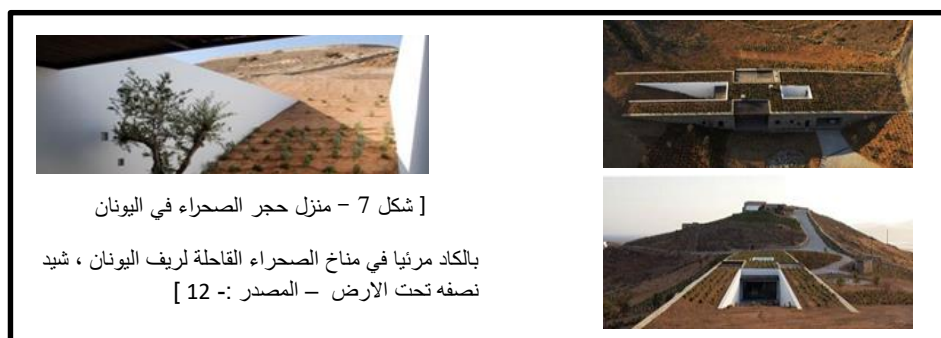 [ شكل 7 – منزل حجر الصحراء في اليونان
بالكاد مرئيا في مناخ الصحراء القاحلة لريف اليونان ، شيد
نصفه تحت الارض – المصدر :- 12 ]